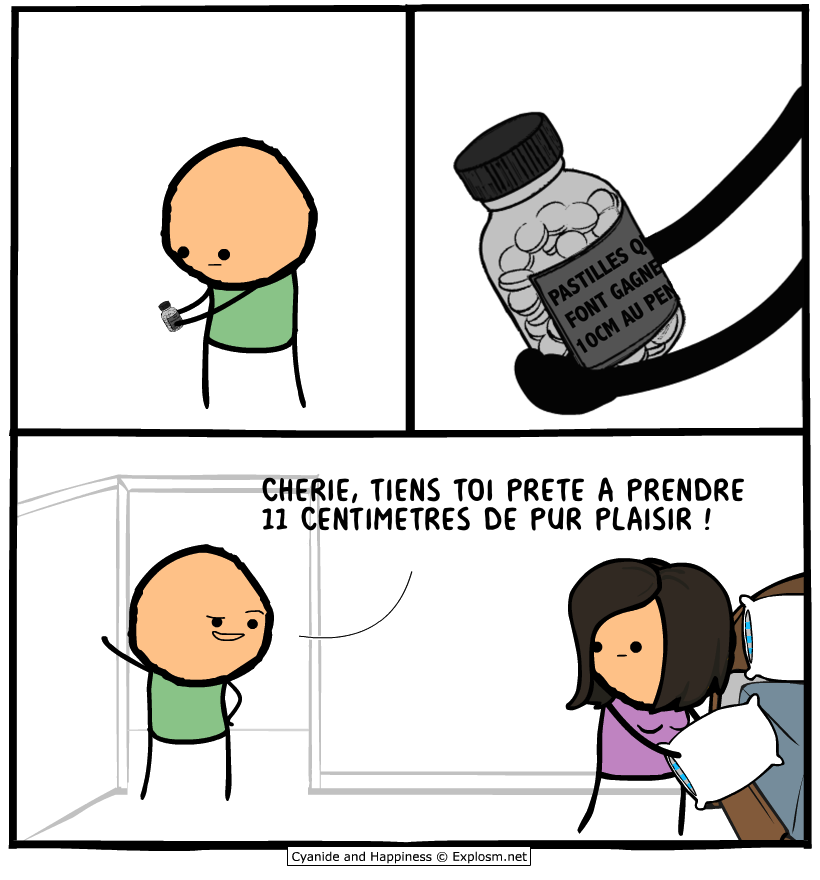 PASTILLES
FONT GAGNE
10CM AU PEN
CHERIE, TIENS TOI PRETE A PRENDRE
11 CENTIMETRES DE PUR PLAISIR !
Cyanide and Happiness © Explosm.net